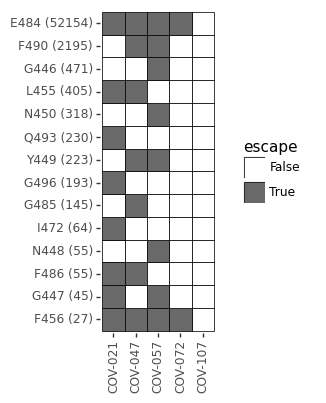 E484 (52154)
F490 (2195)
G446 (471)
L455 (405)
N450 (318)
Q493 (230)
Y449 (223)
G496 (193)
G485 (145)
I472 (64)
N448 (55)
F486 (55)
G447 (45)
F456 (27)
COV-021
COV-047
COV-057
COV-072
COV-107
escape
False
True